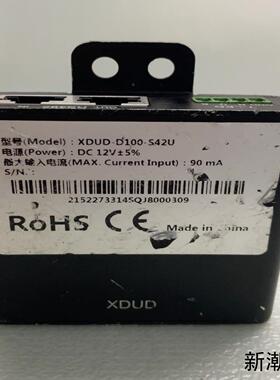 型号(Model) : XDUD-D100-S42U
电源(Power) : DC 12V±5%
最大输入电流(MAX. Current Input) : 90 mA
S/N:
2152273314SQJ8000309
RoHS CE Made in China
XDUD
新潮